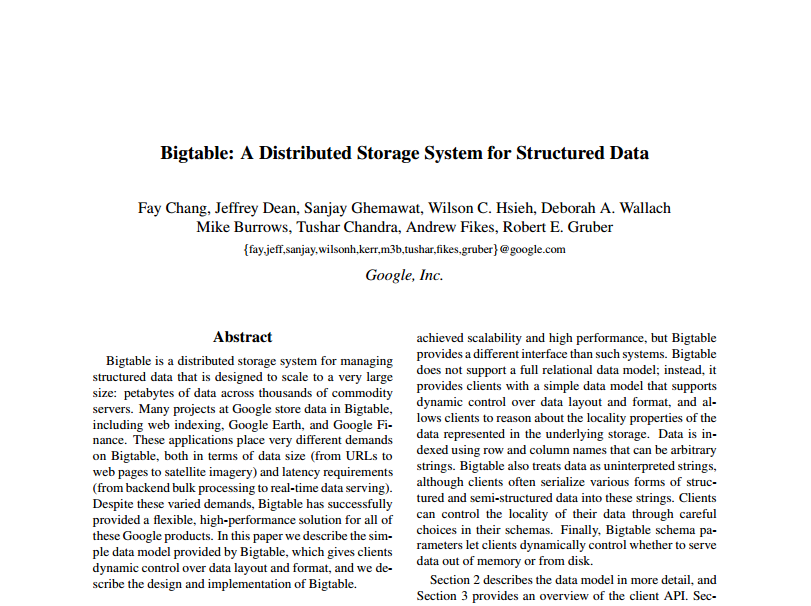 Bigtable: A Distributed Storage System for Structured Data
Fay Chang, Jeffrey Dean, Sanjay Ghemawat, Wilson C. Hsieh, Deborah A. Wallach
Mike Burrows, Tushar Chandra, Andrew Fikes, Robert E. Gruber
{fay,jeff,sanjay,wilsonh,kerr,m3b,tushar,fikes,gruber}@google.com
Google, Inc.
Abstract
Bigtable is a distributed storage system for managing
structured data that is designed to scale to a very large
size: petabytes of data across thousands of commodity
servers. Many projects at Google store data in Bigtable,
including web indexing, Google Earth, and Google Fi-
nance. These applications place very different demands
on Bigtable, both in terms of data size (from URLs to
web pages to satellite imagery) and latency requirements
(from backend bulk processing to real-time data serving).
Despite these varied demands, Bigtable has successfully
provided a flexible, high-performance solution for all of
these Google products. In this paper we describe the sim-
ple data model provided by Bigtable, which gives clients
dynamic control over data layout and format, and we de-
scribe the design and implementation of Bigtable.
achieved scalability and high performance, but Bigtable
provides a different interface than such systems. Bigtable
does not support a full relational data model; instead, it
provides clients with a simple data model that supports
dynamic control over data layout and format, and al-
lows clients to reason about the locality properties of the
data represented in the underlying storage. Data is in-
dexed using row and column names that can be arbitrary
strings. Bigtable also treats data as uninterpreted strings,
although clients often serialize various forms of struc-
tured and semi-structured data into these strings. Clients
can control the locality of their data through careful
choices in their schemas. Finally, Bigtable schema pa-
rameters let clients dynamically control whether to serve
data out of memory or from disk.
Section 2 describes the data model in more detail, and
Section 3 provides an overview of the client API. Sec-